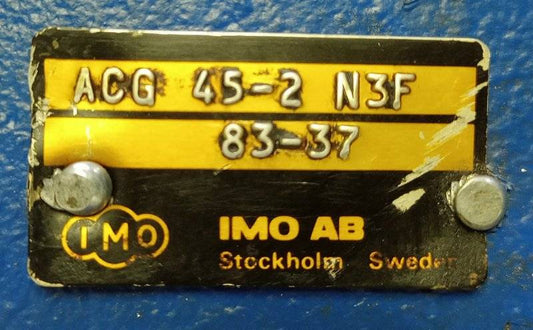 ACG 45-2 N3F
83-37
IMO
IMO AB
Stockholm Sweden